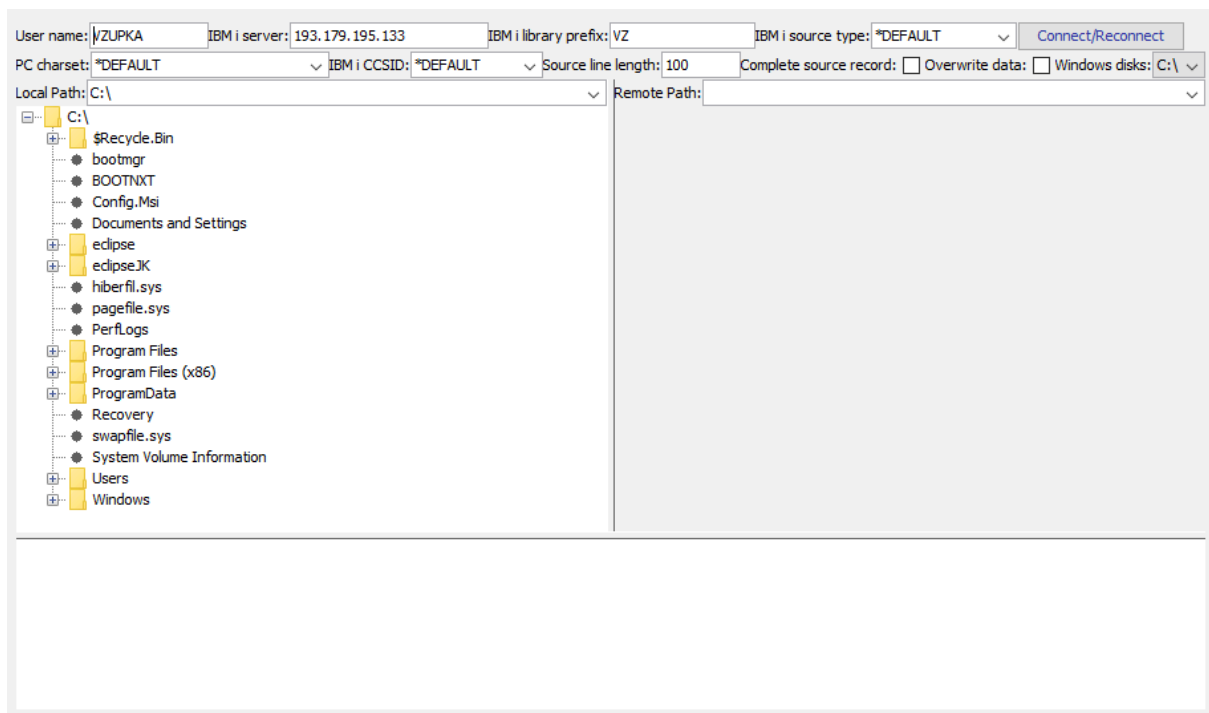 User name: VZUPKA IBM i server: 193.179.195.133 IBM i library prefix: VZ IBM i source type: *DEFAULT Connect/Reconnect
PC charset: *DEFAULT IBM i CCSID: *DEFAULT Source line length: 100 Complete source record: Overwrite data: Windows disks: C:\
Local Path: C:\ Remote Path:
C:\
$Recycle.Bin
bootmgr
BOOTNXT
Config.Msi
Documents and Settings
eclipse
eclipseJK
hiberfil.sys
pagefile.sys
PerfLogs
Program Files
Program Files (x86)
ProgramData
Recovery
swapfile.sys
System Volume Information
Users
Windows